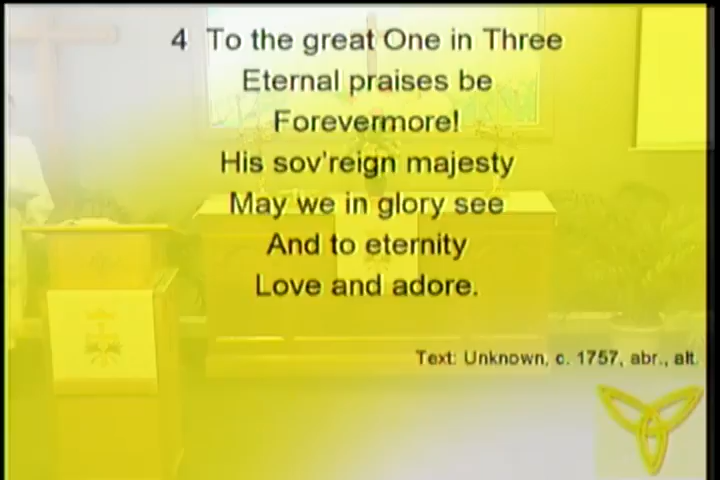 4 To the great One in Three
Eternal praises be
Forevermore!
His sov'reign majesty
May we in glory see
And to eternity
Love and adore.
Text: Unknown, c. 1757, abr., alt.